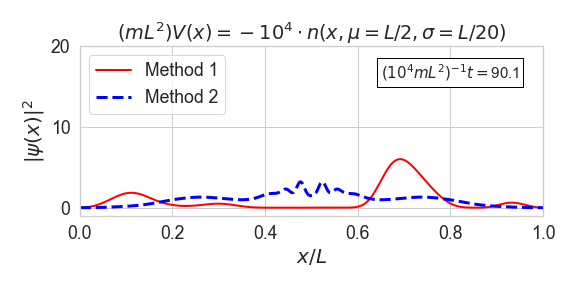 (mL²)V(x) = −10⁴ · n(x, μ = L/2, σ = L/20)
Method 1
Method 2
(10⁴mL²)⁻¹t = 90.1
20
10
0
|ψ(x)|²
0.0 0.2 0.4 0.6 0.8 1.0
x/L